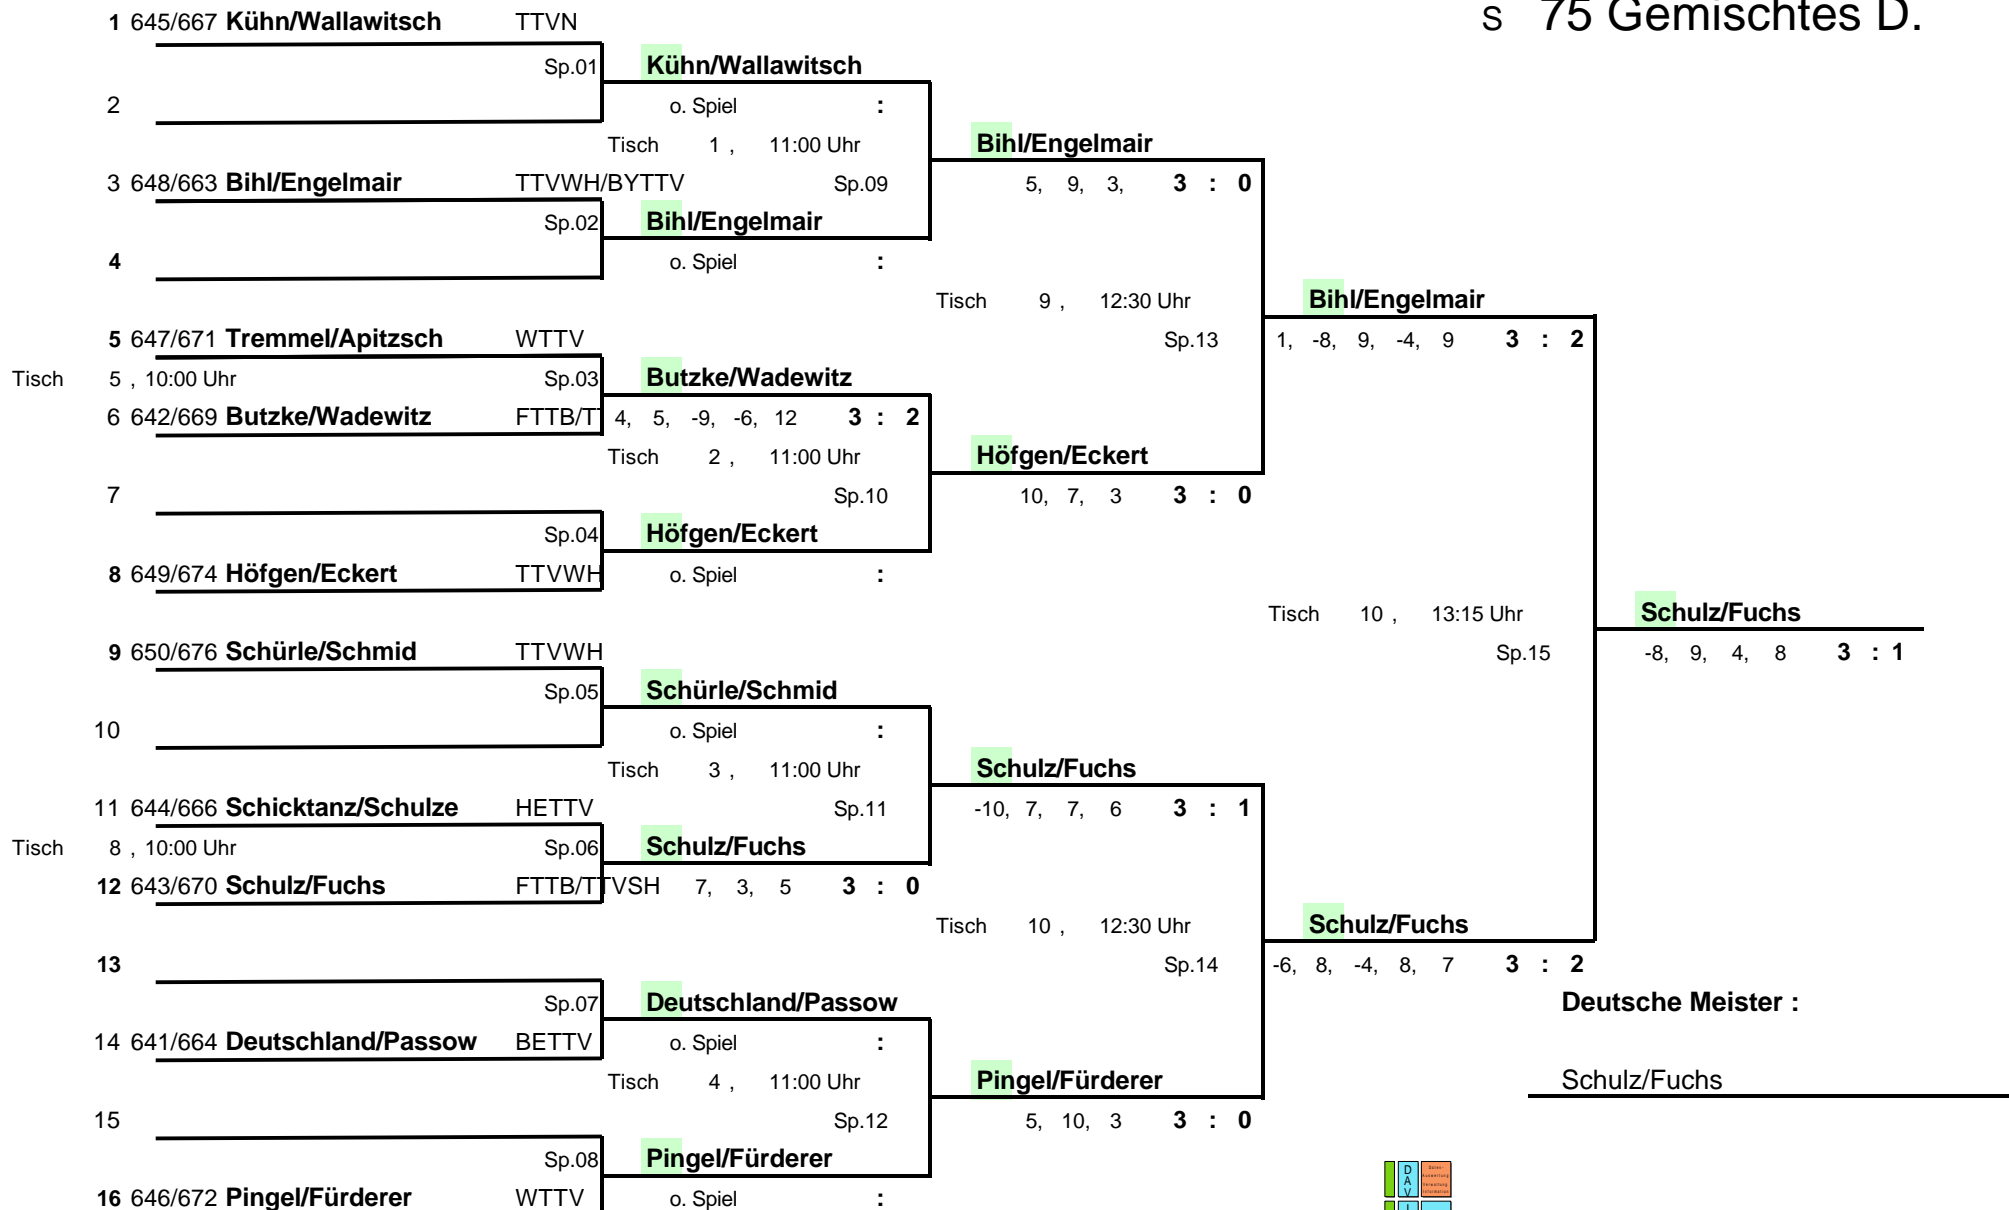 S 75 Gemischtes D.
1 645/667 Kühn/Wallawitsch TTVN
Sp.01 Kühn/Wallawitsch
2 o. Spiel :
Tisch 1 , 11:00 Uhr Bihl/Engelmair
3 648/663 Bihl/Engelmair TTVWH/BYTTV Sp.09 5, 9, 3, 3 : 0
Sp.02 Bihl/Engelmair
4 o. Spiel :
Tisch 9 , 12:30 Uhr Bihl/Engelmair
5 647/671 Tremmel/Apitzsch WTTV Sp.13 1, -8, 9, -4, 9 3 : 2
Tisch 5 , 10:00 Uhr Sp.03 Butzke/Wadewitz
6 642/669 Butzke/Wadewitz FTTB/T 4, 5, -9, -6, 12 3 : 2
Tisch 2 , 11:00 Uhr Höfgen/Eckert
7 Sp.10 10, 7, 3 3 : 0
Sp.04 Höfgen/Eckert
8 649/674 Höfgen/Eckert TTVWH o. Spiel :
Tisch 10 , 13:15 Uhr Schulz/Fuchs
9 650/676 Schürle/Schmid TTVWH Sp.15 -8, 9, 4, 8 3 : 1
Sp.05 Schürle/Schmid
10 o. Spiel :
Tisch 3 , 11:00 Uhr Schulz/Fuchs
11 644/666 Schicktanz/Schulze HETTV Sp.11 -10, 7, 7, 6 3 : 1
Tisch 8 , 10:00 Uhr Sp.06 Schulz/Fuchs
12 643/670 Schulz/Fuchs FTTB/TTVSH 7, 3, 5 3 : 0
Tisch 10 , 12:30 Uhr Schulz/Fuchs
13 Sp.14 -6, 8, -4, 8, 7 3 : 2
Sp.07 Deutschland/Passow Deutsche Meister :
14 641/664 Deutschland/Passow BETTV o. Spiel :
Tisch 4 , 11:00 Uhr Pingel/Fürderer Schulz/Fuchs
15 Sp.12 5, 10, 3 3 : 0
Sp.08 Pingel/Fürderer
16 646/672 Pingel/Fürderer WTTV o. Spiel :
D
A
V
I